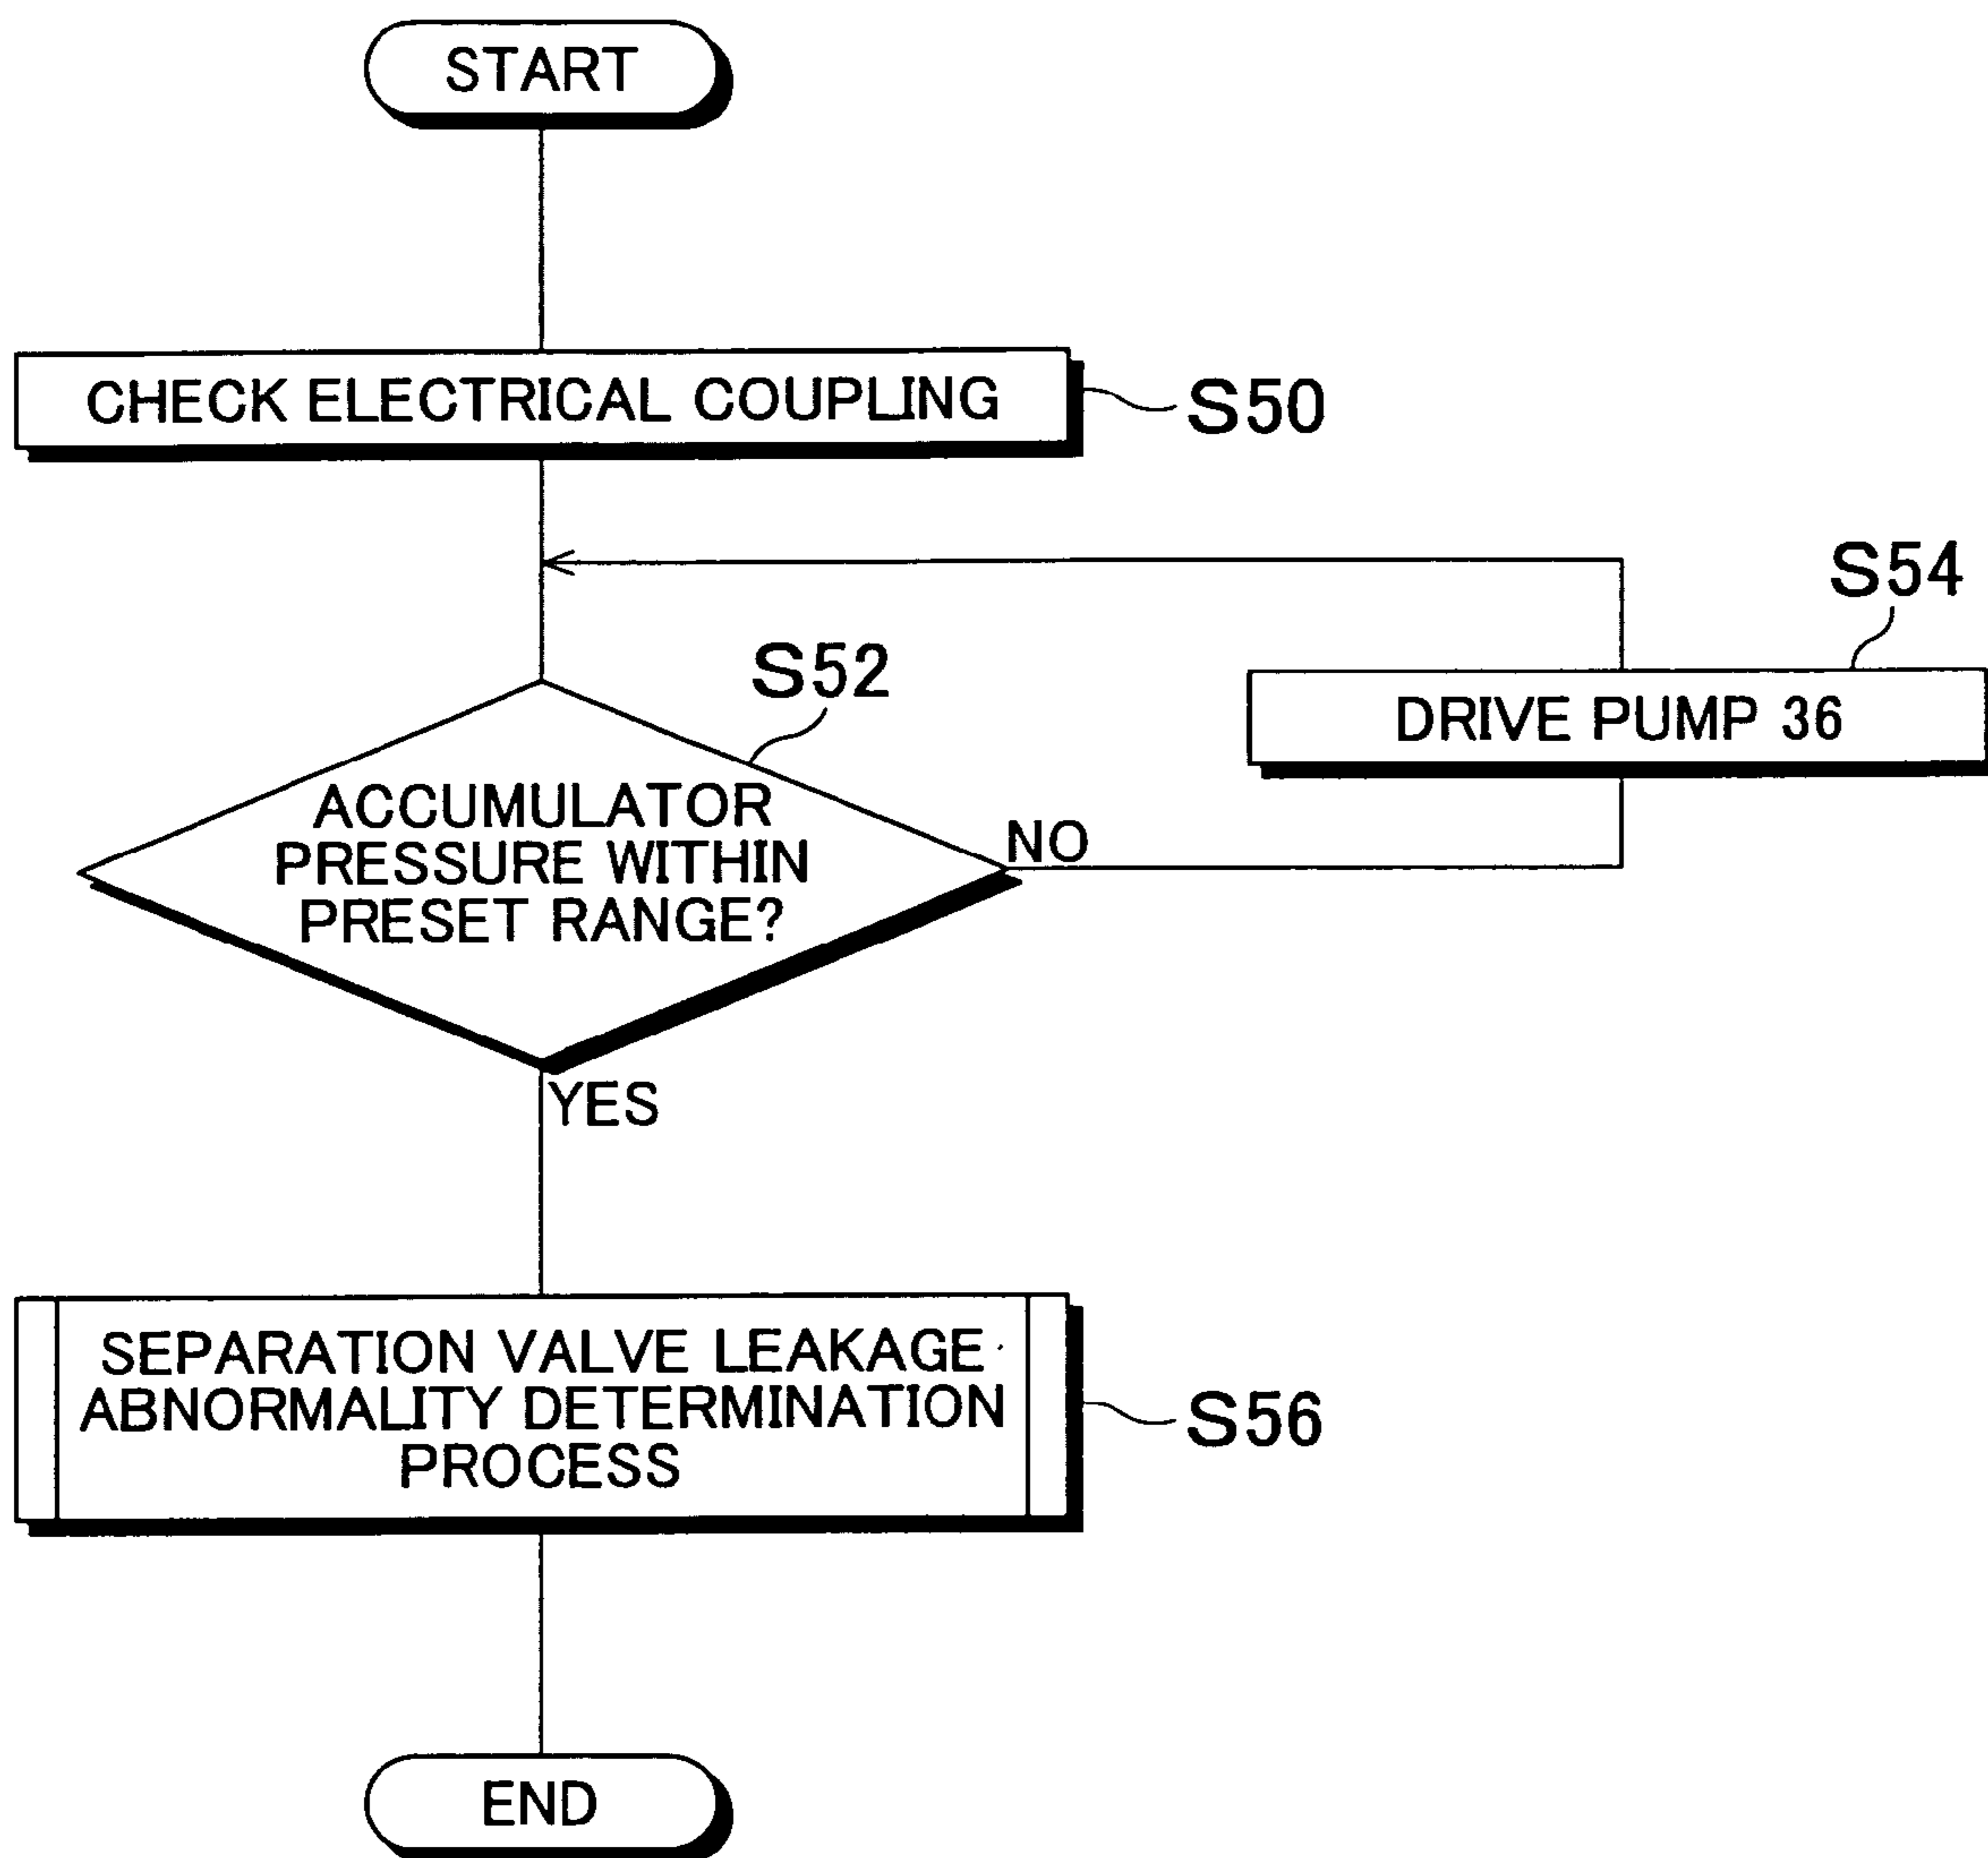 START
CHECK ELECTRICAL COUPLING
S50
S54
DRIVE PUMP 36
S52
ACCUMULATOR
PRESSURE WITHIN
PRESET RANGE?
NO
YES
SEPARATION VALVE LEAKAGE
ABNORMALITY DETERMINATION
PROCESS
S56
END